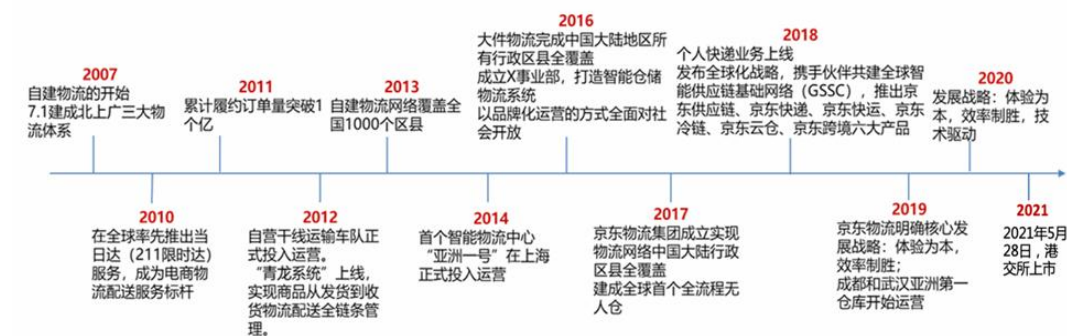 2007
自建物流的开始
7.1建成北上广三大物
流体系
2010
在全球率先推出当
日达（211限时达）
服务，成为电商物
流配送服务标杆
2011
累计履约订单量突破1
个亿
2012
自营干线运输车队正
式投入运营。
“青龙系统”上线，
实现商品从发货到收
货物流配送全链条管
理。
2013
自建物流网络覆盖全
国1000个区县
2014
首个智能物流中心
“亚洲一号”在上海
正式投入运营
2016
大件物流完成中国大陆地区所
有行政区县全覆盖
成立X事业部，打造智能仓储
物流系统
以品牌化运营的方式全面对社
会开放
2017
京东物流集团成立实现
物流网络中国大陆行政
区县全覆盖
建成全球首个全流程无
人仓
2018
个人快递业务上线
发布全球化战略，携手伙伴共建全球智
能供应链基础网络（GSSC），推出京
东供应链、京东快递、京东快运、京东
冷链、京东云仓、京东跨境六大产品
2019
京东物流明确核心发
展战略：体验为本，
效率制胜；
成都和武汉亚洲第一
仓库开始运营
2020
发展战略：体验为
本，效率制胜，技
术驱动
2021
2021年5月
28日，港
交所上市